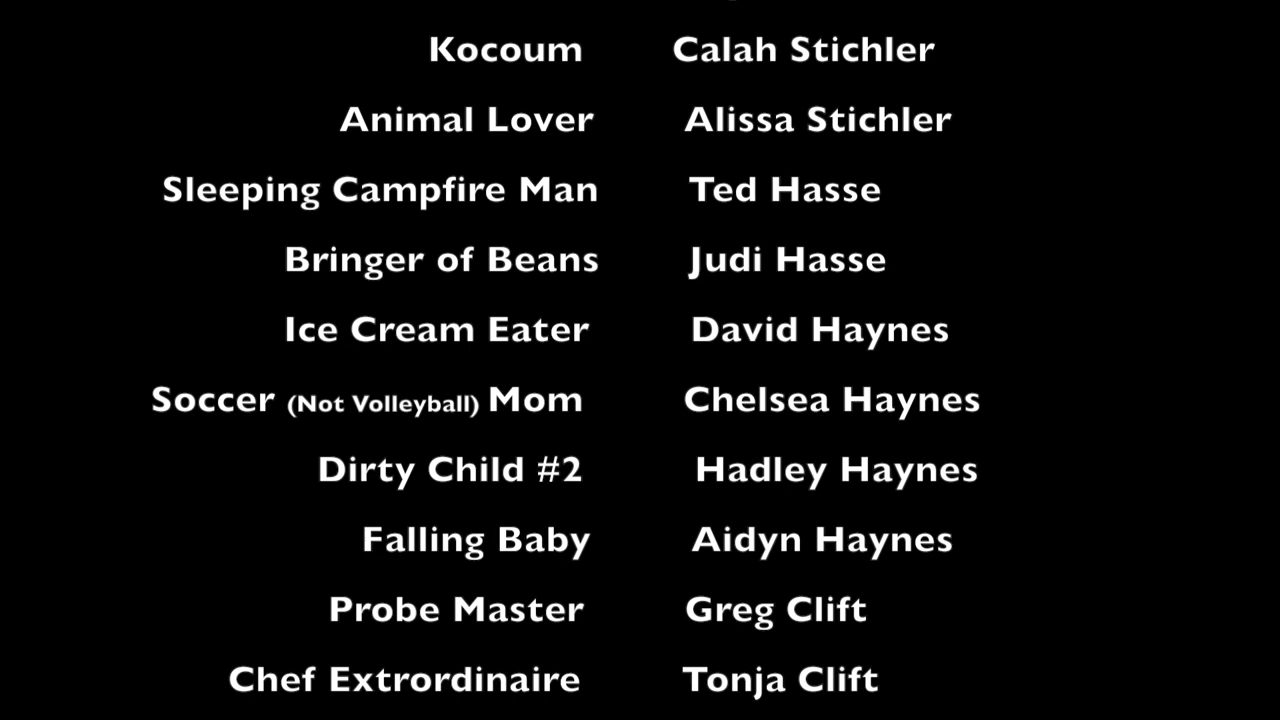 Kocoum Calah Stichler
Animal Lover Alissa Stichler
Sleeping Campfire Man Ted Hasse
Bringer of Beans Judi Hasse
Ice Cream Eater David Haynes
Soccer (Not Volleyball) Mom Chelsea Haynes
Dirty Child #2 Hadley Haynes
Falling Baby Aidyn Haynes
Probe Master Greg Clift
Chef Extrordinaire Tonja Clift